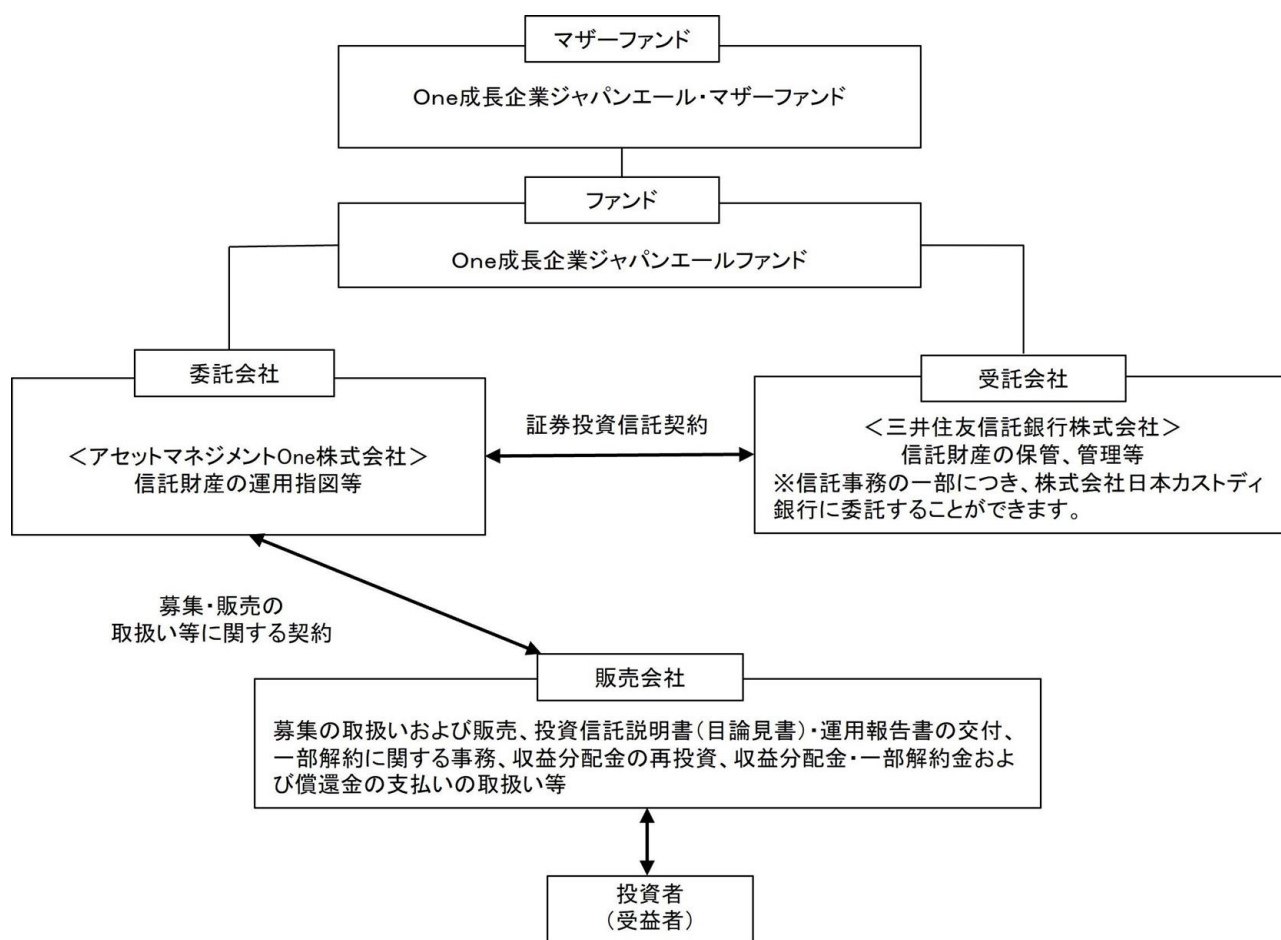 マザーファンド
One成長企業ジャパンエール・マザーファンド
ファンド
One成長企業ジャパンエールファンド
委託会社
<アセットマネジメントOne株式会社>
信託財産の運用指図等
証券投資信託契約
受託会社
<三井住友信託銀行株式会社>
信託財産の保管、管理等
※信託事務の一部につき、株式会社日本カストディ
銀行に委託することができます。
募集・販売の
取扱い等に関する契約
販売会社
募集の取扱いおよび販売、投資信託説明書(目論見書)・運用報告書の交付、
一部解約に関する事務、収益分配金の再投資、収益分配金・一部解約金およ
び償還金の支払いの取扱い等
投資者
(受益者)